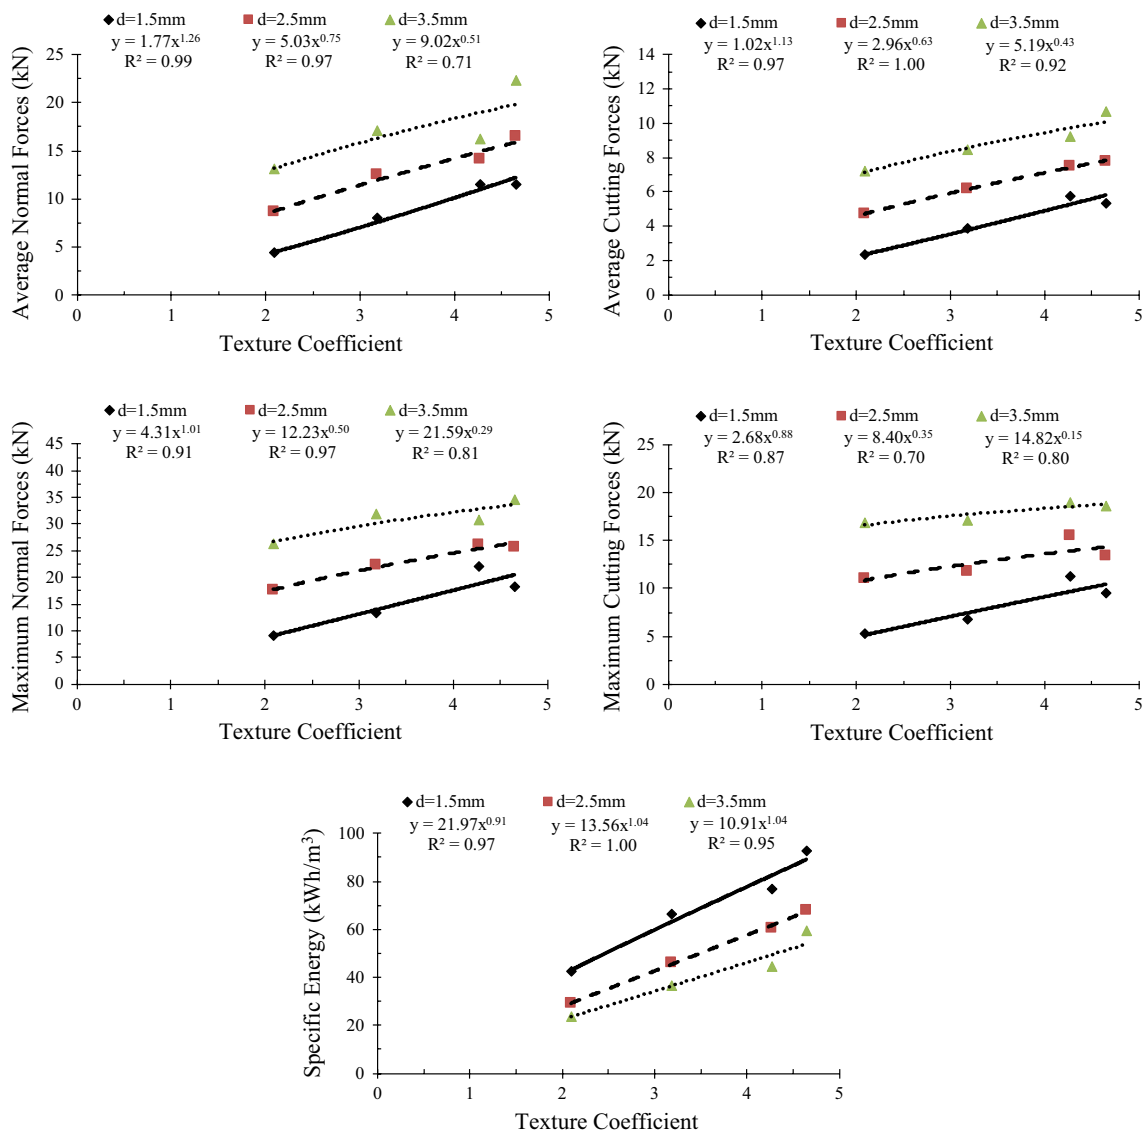 d=1.5mm d=2.5mm d=3.5mm
y = 1.77x^1.26 y = 5.03x^0.75 y = 9.02x^0.51
R² = 0.99 R² = 0.97 R² = 0.71
Average Normal Forces (kN)
25
20
15
10
5
0
0 1 2 3 4 5
Texture Coefficient
d=1.5mm d=2.5mm d=3.5mm
y = 1.02x^1.13 y = 2.96x^0.63 y = 5.19x^0.43
R² = 0.97 R² = 1.00 R² = 0.92
Average Cutting Forces (kN)
14
12
10
8
6
4
2
0
0 1 2 3 4 5
Texture Coefficient
d=1.5mm d=2.5mm d=3.5mm
y = 4.31x^1.01 y = 12.23x^0.50 y = 21.59x^0.29
R² = 0.91 R² = 0.97 R² = 0.81
Maximum Normal Forces (kN)
45
40
35
30
25
20
15
10
5
0
0 1 2 3 4 5
Texture Coefficient
d=1.5mm d=2.5mm d=3.5mm
y = 2.68x^0.88 y = 8.40x^0.35 y = 14.82x^0.15
R² = 0.87 R² = 0.70 R² = 0.80
Maximum Cutting Forces (kN)
25
20
15
10
5
0
0 1 2 3 4 5
Texture Coefficient
d=1.5mm d=2.5mm d=3.5mm
y = 21.97x^0.91 y = 13.56x^1.04 y = 10.91x^1.04
R² = 0.97 R² = 1.00 R² = 0.95
Specific Energy (kWh/m³)
100
80
60
40
20
0
0 1 2 3 4 5
Texture Coefficient